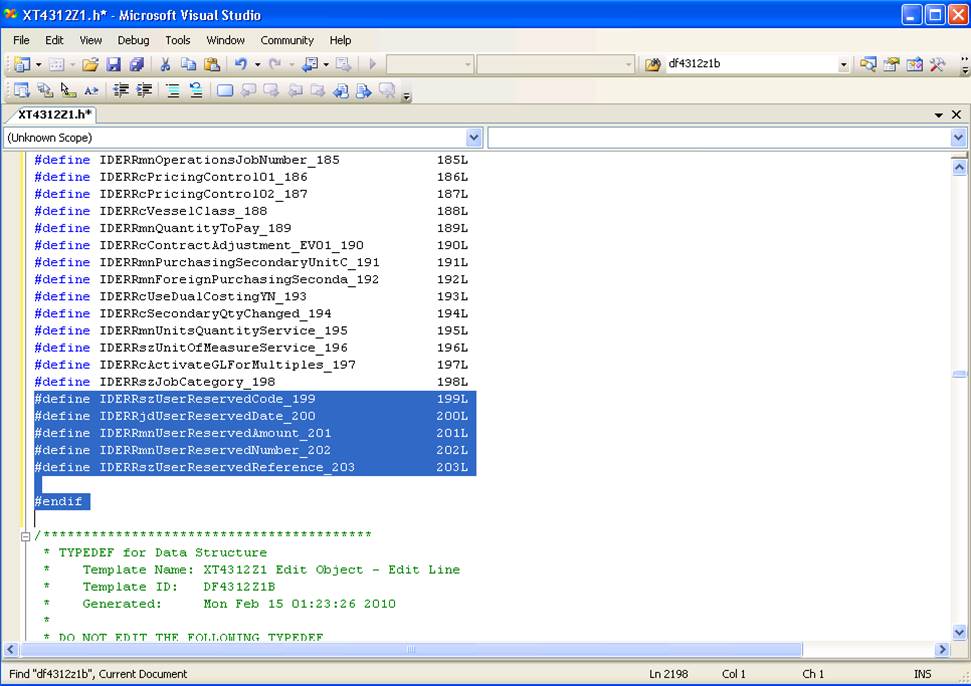 XT4312Z1.h* - Microsoft Visual Studio
File Edit View Debug Tools Window Community Help
df4312z1b
XT4312Z1.h*
(Unknown Scope)
#define IDERRmnOperationsJobNumber_185 185L
#define IDERRcPricingControl01_186 186L
#define IDERRcPricingControl02_187 187L
#define IDERRcVesselClass_188 188L
#define IDERRmnQuantityToPay_189 189L
#define IDERRcContractAdjustment_EV01_190 190L
#define IDERRmnPurchasingSecondaryUnitC_191 191L
#define IDERRmnForeignPurchasingSeconda_192 192L
#define IDERRcUseDualCostingYN_193 193L
#define IDERRcSecondaryQtyChanged_194 194L
#define IDERRmnUnitsQuantityService_195 195L
#define IDERRszUnitOfMeasureService_196 196L
#define IDERRcActivateGLForMultiples_197 197L
#define IDERRszJobCategory_198 198L
#define IDERRszUserReservedCode_199 199L
#define IDERRjdUserReservedDate_200 200L
#define IDERRmnUserReservedAmount_201 201L
#define IDERRmnUserReservedNumber_202 202L
#define IDERRszUserReservedReference_203 203L
#endif
/*****************************************
* TYPEDEF for Data Structure
* Template Name: XT4312Z1 Edit Object - Edit Line
* Template ID: DF4312Z1B
* Generated: Mon Feb 15 01:23:26 2010
*
* DO NOT EDIT THE FOLLOWING TYPEDEF
Find "df4312z1b", Current Document Ln 2198 Col 1 Ch 1 INS